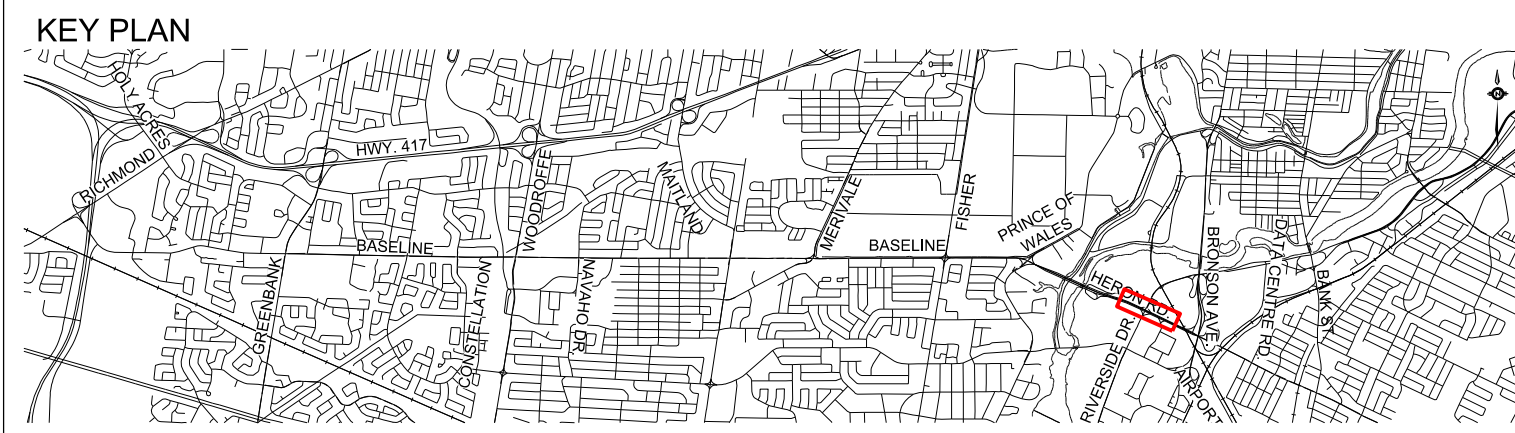 KEY PLAN
HOLY ACRES
RICHMOND
HWY. 417
GREENBANK
BASELINE
CONSTELLATION
WOODROFFE
NAVAHO DR.
MAITLAND
MERIVALE
BASELINE
FISHER
PRINCE OF
WALES
HERON RD.
RIVERSIDE DR.
AIRPORT
BRONSON AVE.
DATA CENTRE RD.
BANK ST.
N